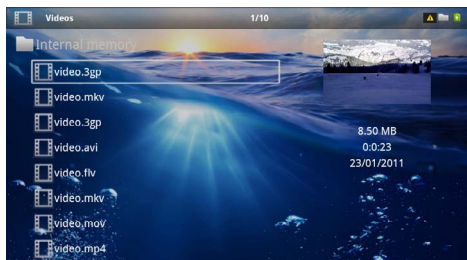 Videos 1/10
Internal memory
video.3gp
video.mkv
video.3gp
video.avi
video.flv
video.mkv
video.mov
video.mp4
8.50 MB
0:0:23
23/01/2011